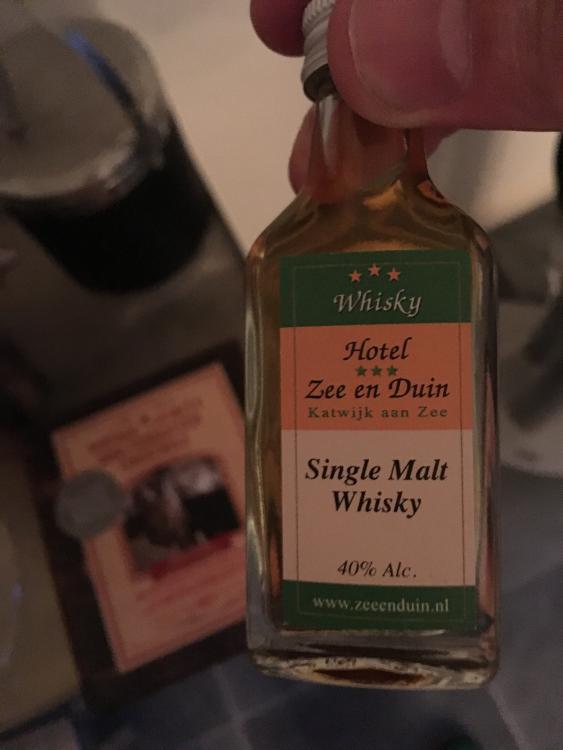 Whisky
Hotel
Zee en Duin
Katwijk aan Zee
Single Malt
Whisky
40% Alc.
www.zeeenduin.nl